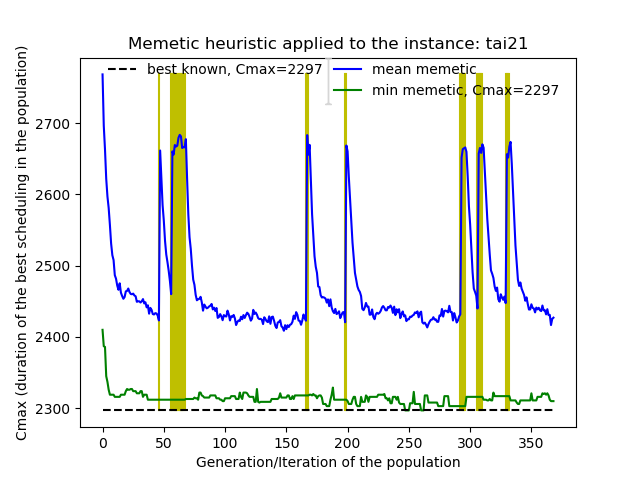 Memetic heuristic applied to the instance: tai21
best known, Cmax=2297
mean memetic
min memetic, Cmax=2297
Cmax (duration of the best scheduling in the population)
2700
2600
2500
2400
2300
0 50 100 150 200 250 300 350
Generation/Iteration of the population